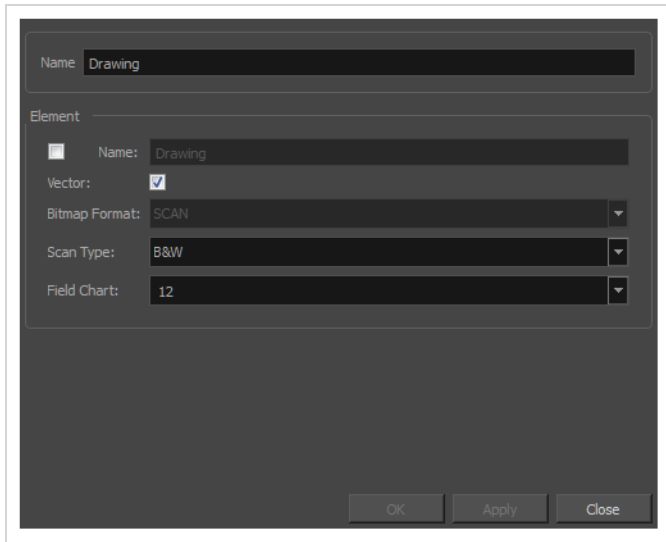 Name Drawing
Element
Name: Drawing
Vector:
Bitmap Format: SCAN
Scan Type: B&W
Field Chart: 12
OK Apply Close